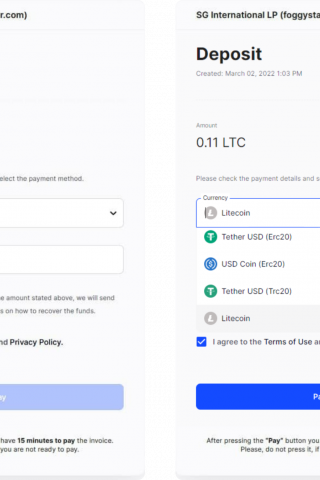 r.com)
elect the payment method.
e amount stated above, we will send
s on how to recover the funds.
nd Privacy Policy.
ay
have 15 minutes to pay the invoice.
you are not ready to pay.
SG International LP (foggysta
Deposit
Created: March 02, 2022 1:03 PM
Amount
0.11 LTC
Please check the payment details and s
Currency
Litecoin
Tether USD (Erc20)
USD Coin (Erc20)
Tether USD (Trc20)
Litecoin
I agree to the Terms of Use a
Pa
After pressing the "Pay" button you
Please, do not press it, if